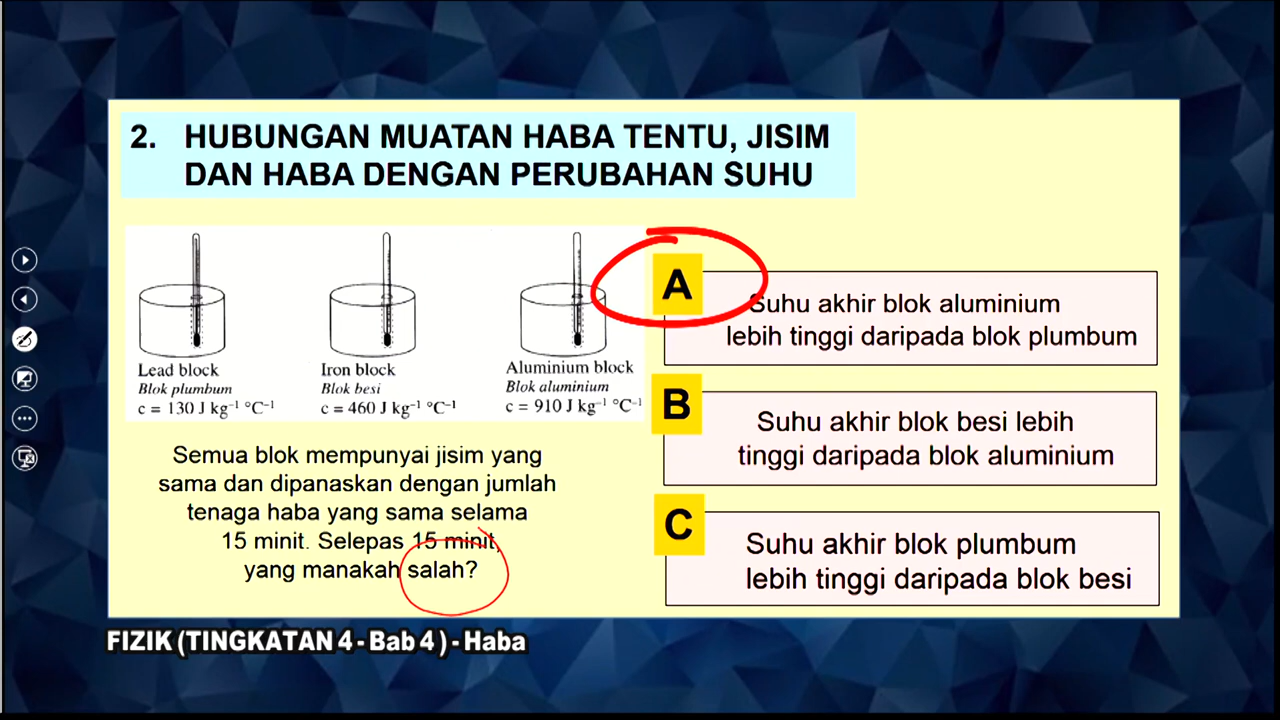 2. HUBUNGAN MUATAN HABA TENTU, JISIM
DAN HABA DENGAN PERUBAHAN SUHU
Lead block
Blok plumbum
c = 130 J kg⁻¹ °C⁻¹
Iron block
Blok besi
c = 460 J kg⁻¹ °C⁻¹
Aluminium block
Blok aluminium
c = 910 J kg⁻¹ °C⁻¹
Semua blok mempunyai jisim yang
sama dan dipanaskan dengan jumlah
tenaga haba yang sama selama
15 minit. Selepas 15 minit,
yang manakah salah?
A
Suhu akhir blok aluminium
lebih tinggi daripada blok plumbum
B
Suhu akhir blok besi lebih
tinggi daripada blok aluminium
C
Suhu akhir blok plumbum
lebih tinggi daripada blok besi
FIZIK (TINGKATAN 4 - Bab 4 ) - Haba